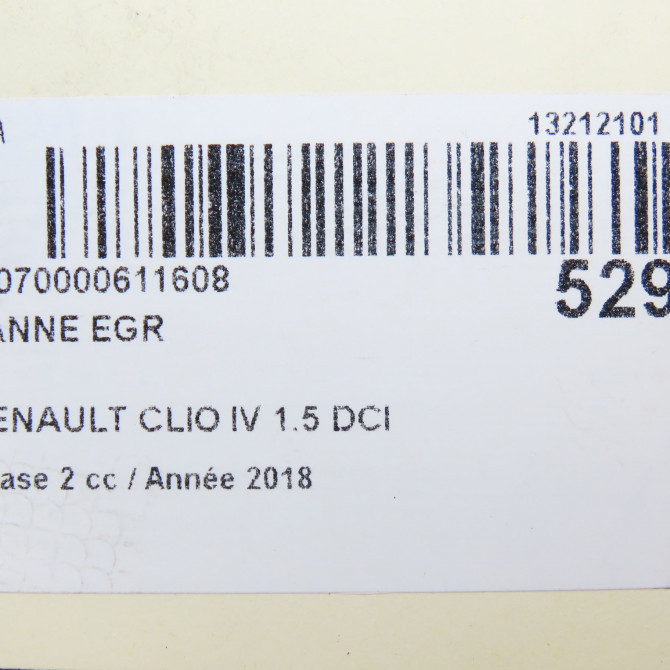 A 13212101
070000611608 529
ANNE EGR
ENAULT CLIO IV 1.5 DCI
ase 2 cc / Année 2018